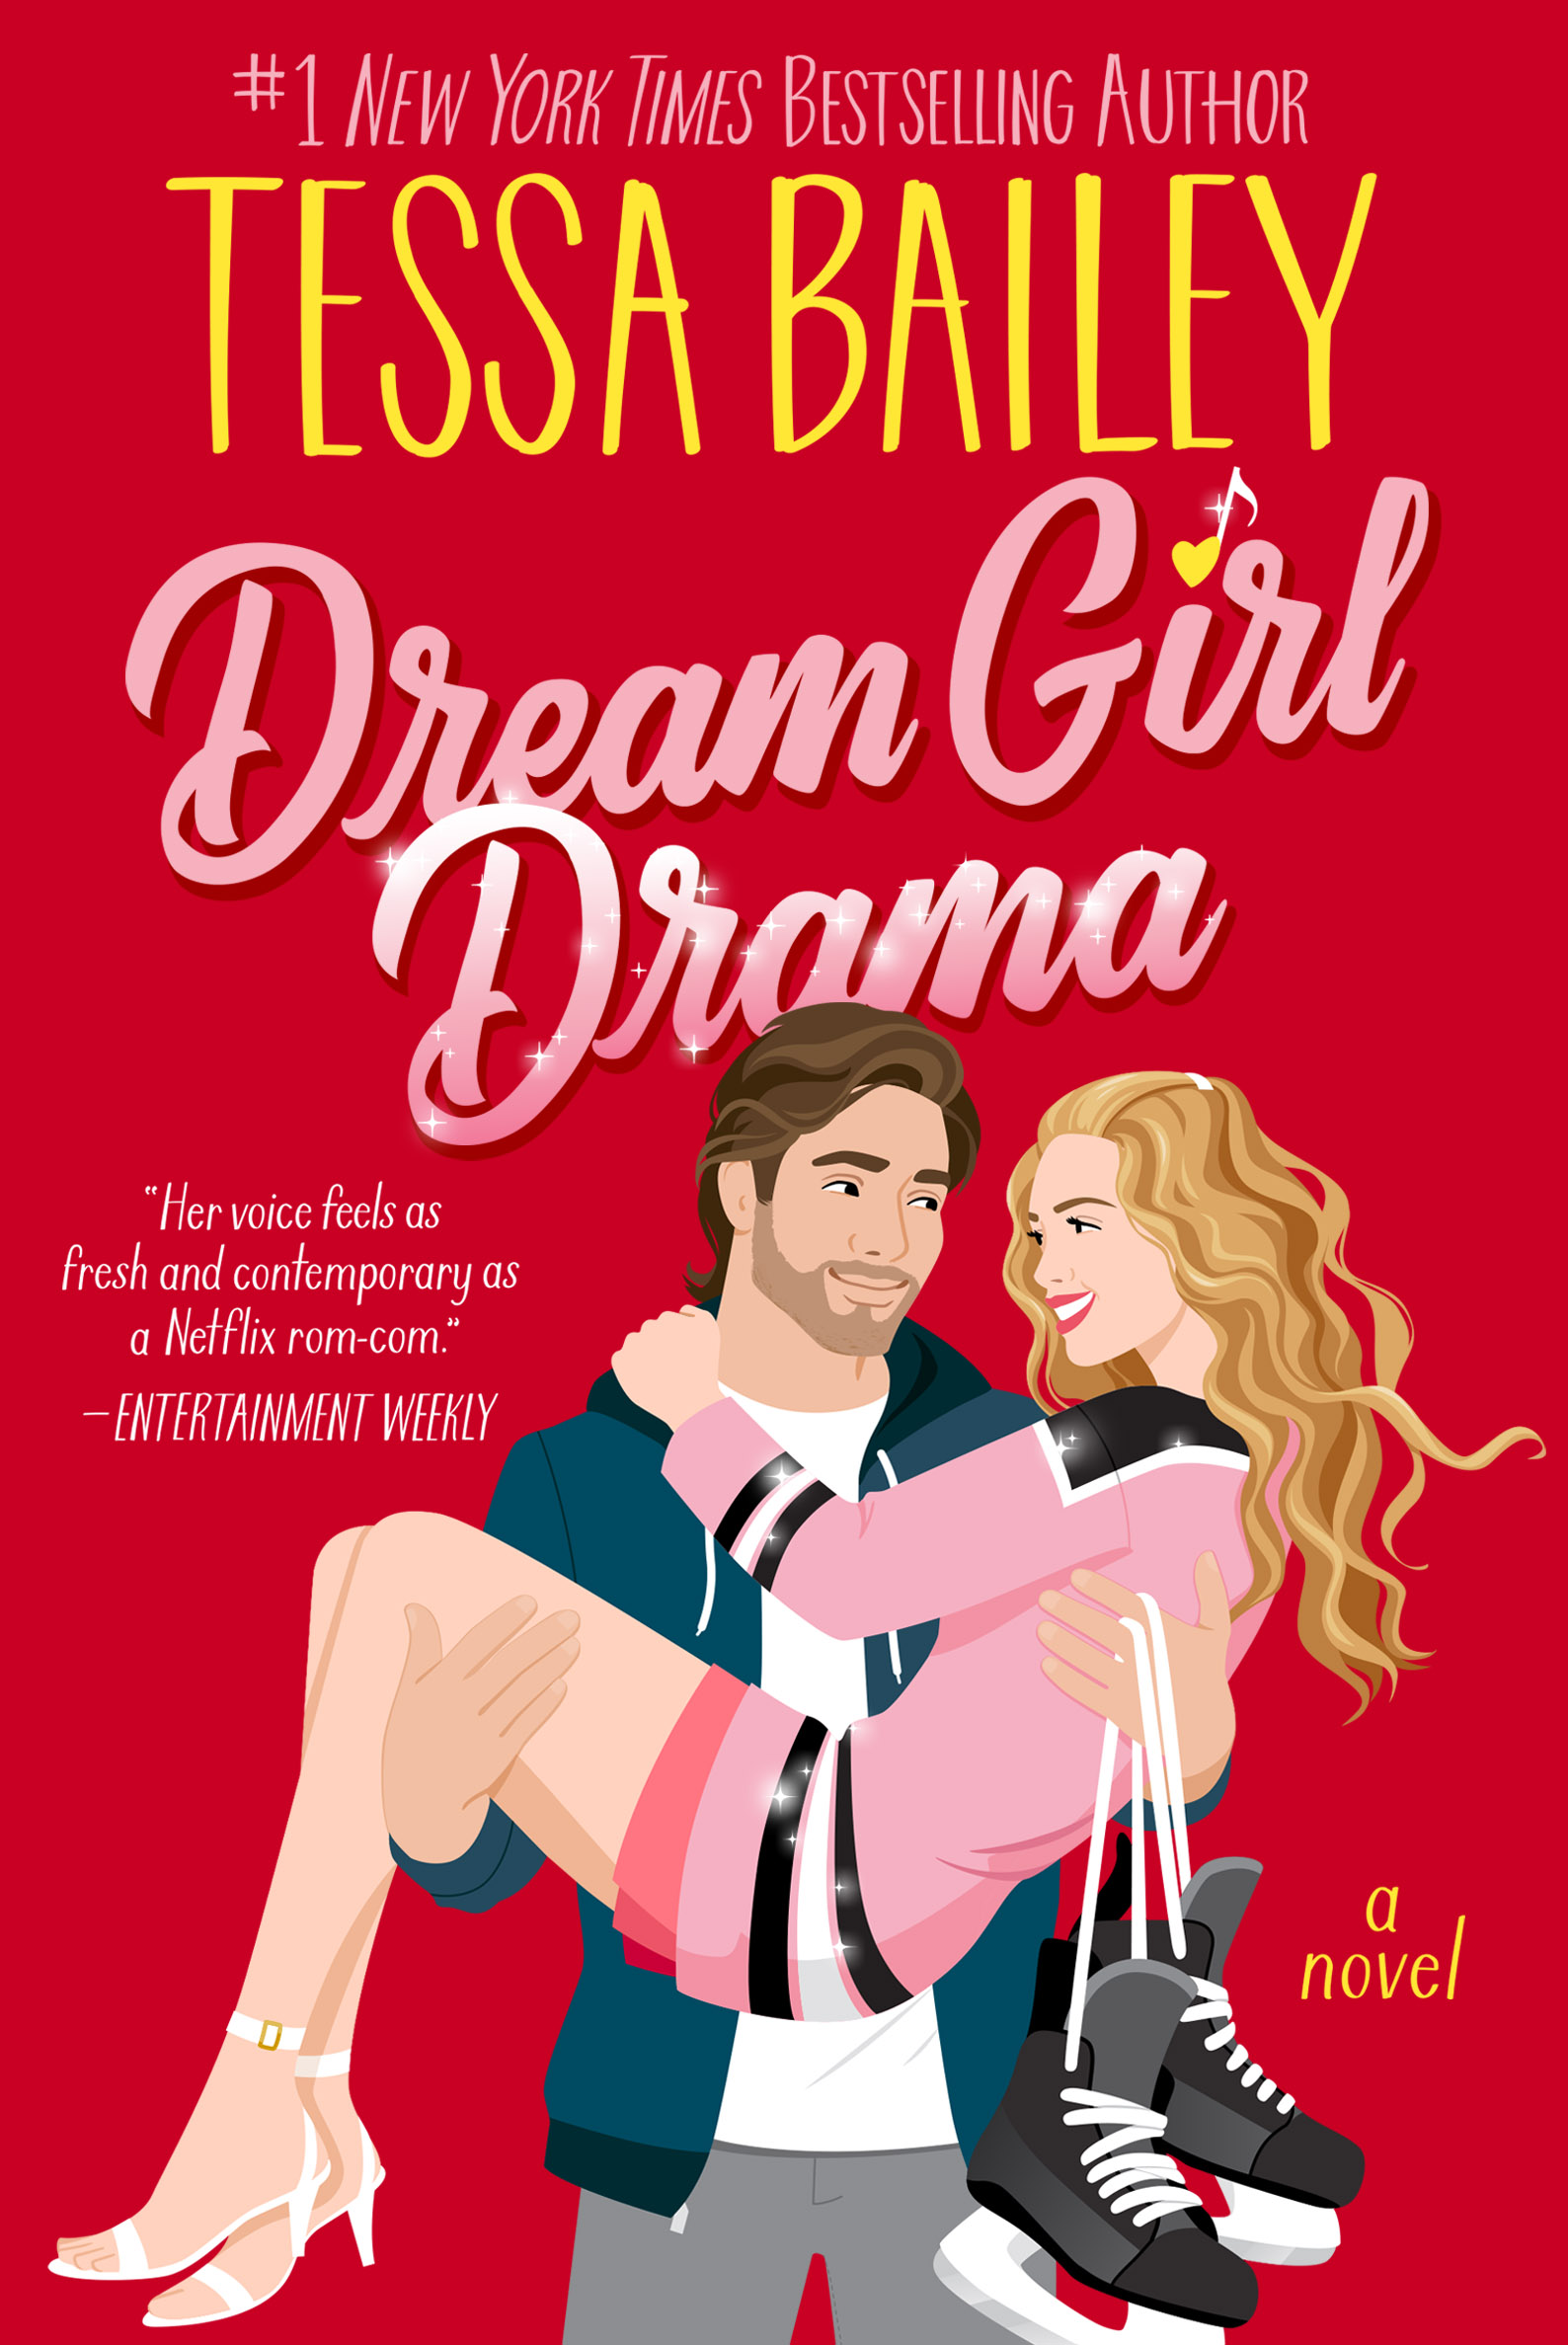 #1 NEW YORK TIMES BESTSELLING AUTHOR
TESSA BAILEY
Dream Girl
Drama
“Her voice feels as
fresh and contemporary as
a Netflix rom-com.”
—ENTERTAINMENT WEEKLY
a
novel